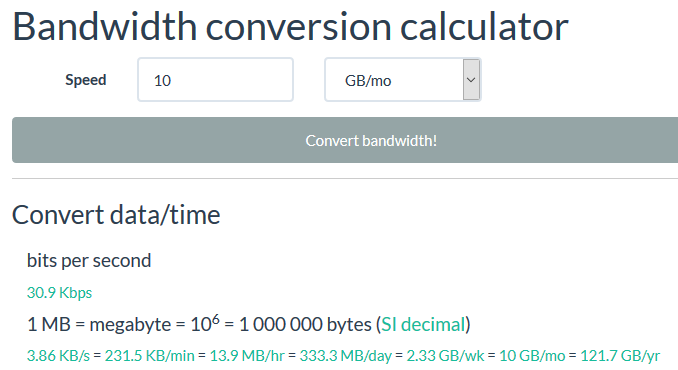 Bandwidth conversion calculator
Speed 10 GB/mo
Convert bandwidth!
Convert data/time
bits per second
30.9 Kbps
1 MB = megabyte = 10⁶ = 1 000 000 bytes (SI decimal)
3.86 KB/s = 231.5 KB/min = 13.9 MB/hr = 333.3 MB/day = 2.33 GB/wk = 10 GB/mo = 121.7 GB/yr